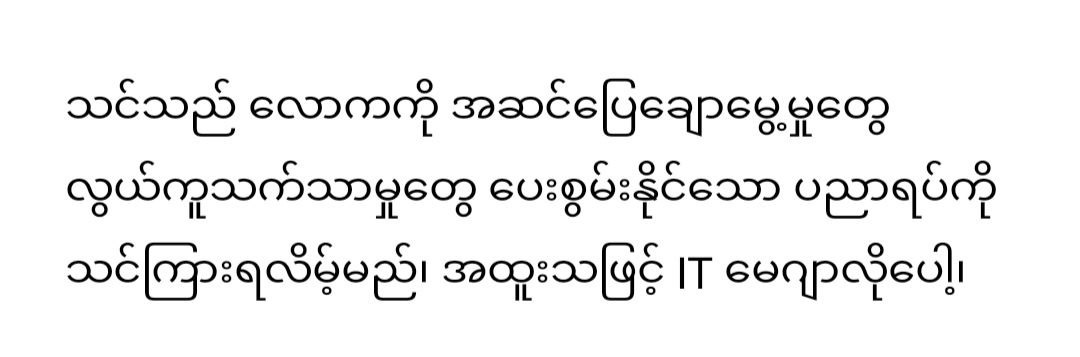 သင်သည် လောကကို အဆင်ပြေချောမွေ့မှုတွေ
လွယ်ကူသက်သာမှုတွေ ပေးစွမ်းနိုင်သော ပညာရပ်ကို
သင်ကြားရလိမ့်မည်၊ အထူးသဖြင့် IT မေဂျာလိုပေါ့၊